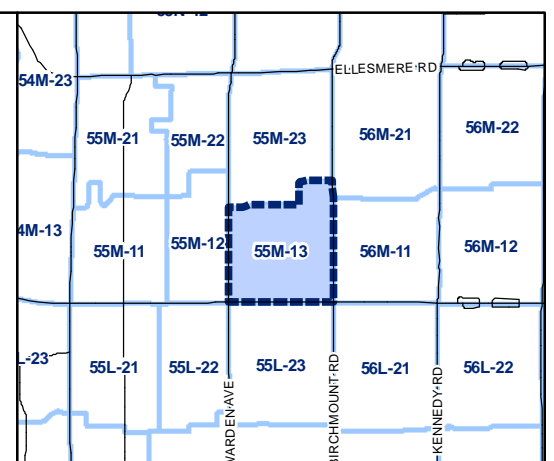 ELLESMERE RD
54M-23
55M-21
55M-22
55M-23
56M-21
56M-22
4M-13
55M-11
55M-12
55M-13
56M-11
56M-12
L-23
55L-21
55L-22
55L-23
56L-21
56L-22
WARDEN AVE
BIRCHMOUNT RD
KENNEDY RD